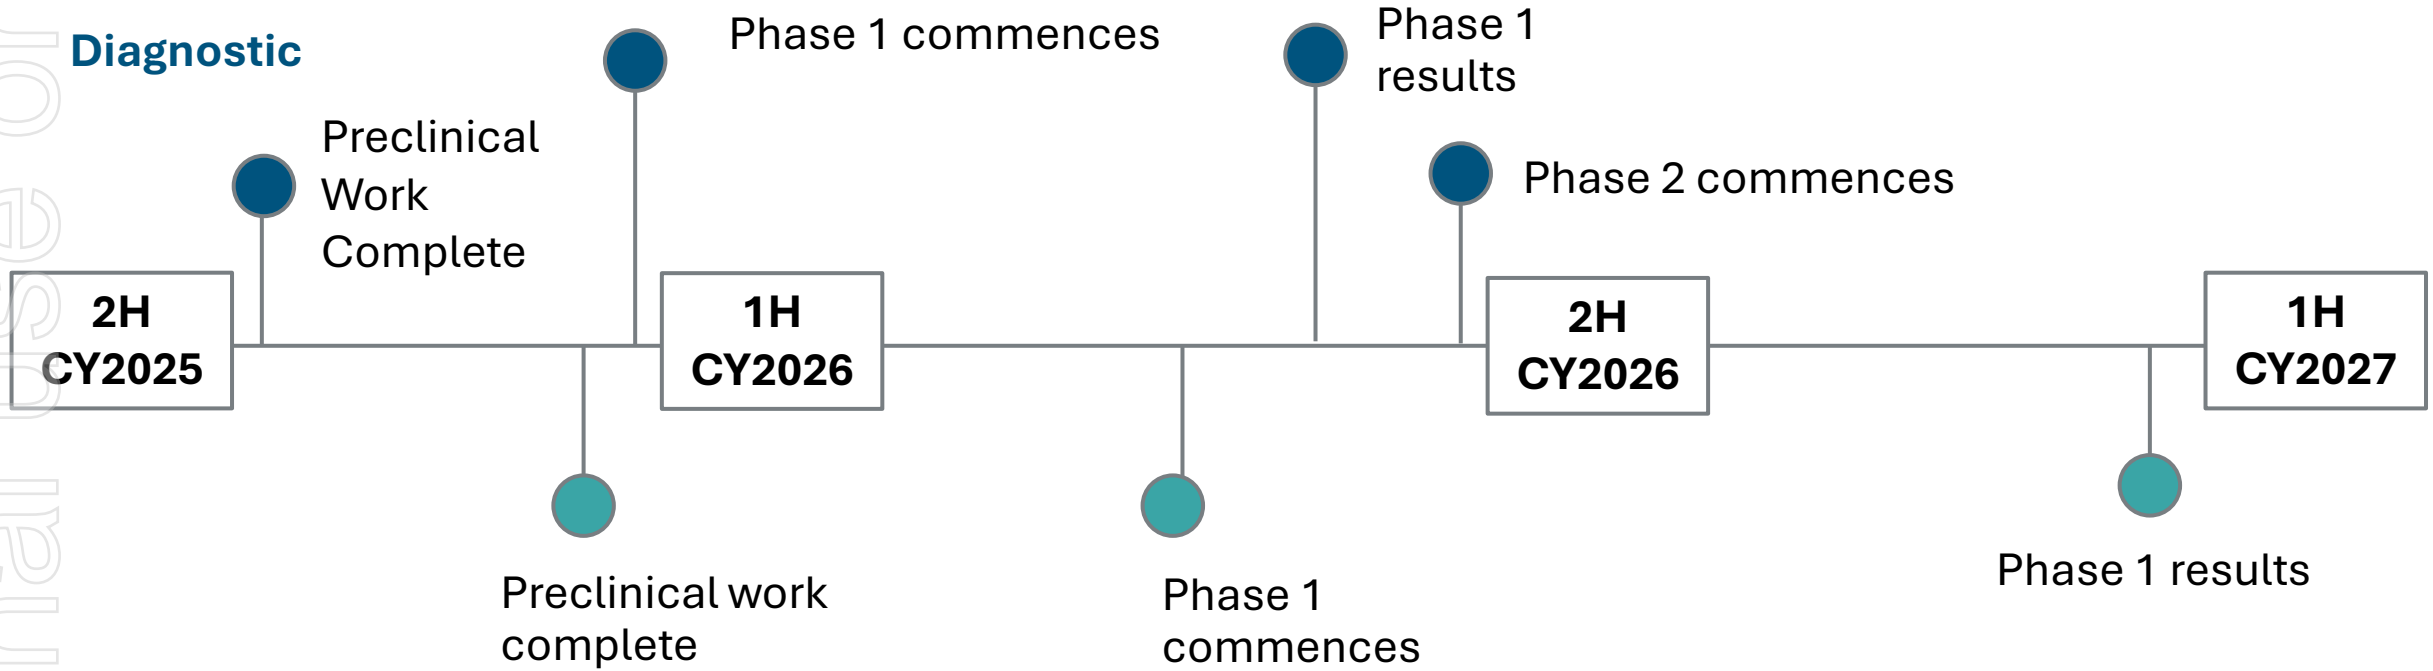 Diagnostic
Phase 1 commences
Phase 1
results
Preclinical
Work
Complete
Phase 2 commences
2H
CY2025
1H
CY2026
2H
CY2026
1H
CY2027
Preclinical work
complete
Phase 1
commences
Phase 1 results